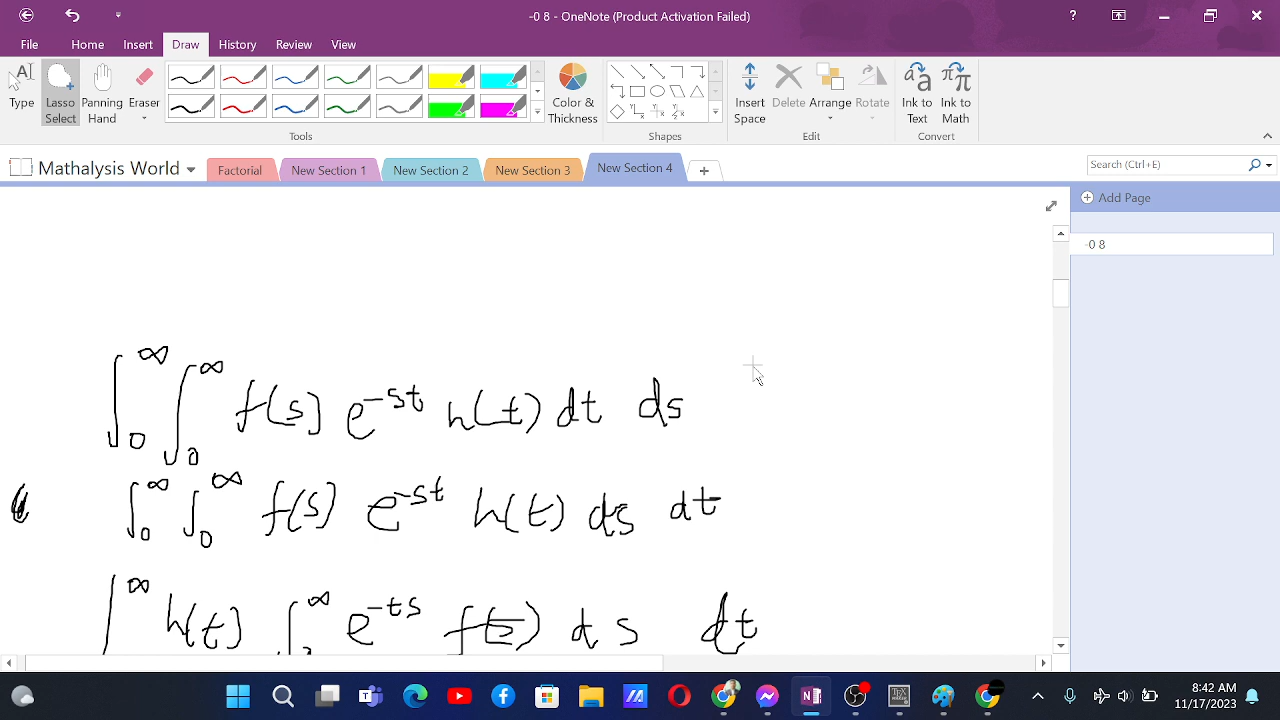 -0 8 - OneNote (Product Activation Failed)
?
File Home Insert Draw History Review View
Type
Lasso Select
Panning Hand
Eraser
Color & Thickness
Insert Space
Delete
Arrange
Rotate
Ink to Text
Ink to Math
Tools
Shapes
Edit
Convert
Mathalysis World
Factorial
New Section 1
New Section 2
New Section 3
New Section 4
Search (Ctrl+E)
Add Page
-0 8
∫₀^∞ ∫₀^∞ f(s) e^{-st} h(t) dt ds
∫₀^∞ ∫₀^∞ f(s) e^{-st} h(t) ds dt
∫^∞ h(t) ∫^∞ e^{-ts} f(s) ds dt
8:42 AM
11/17/2023